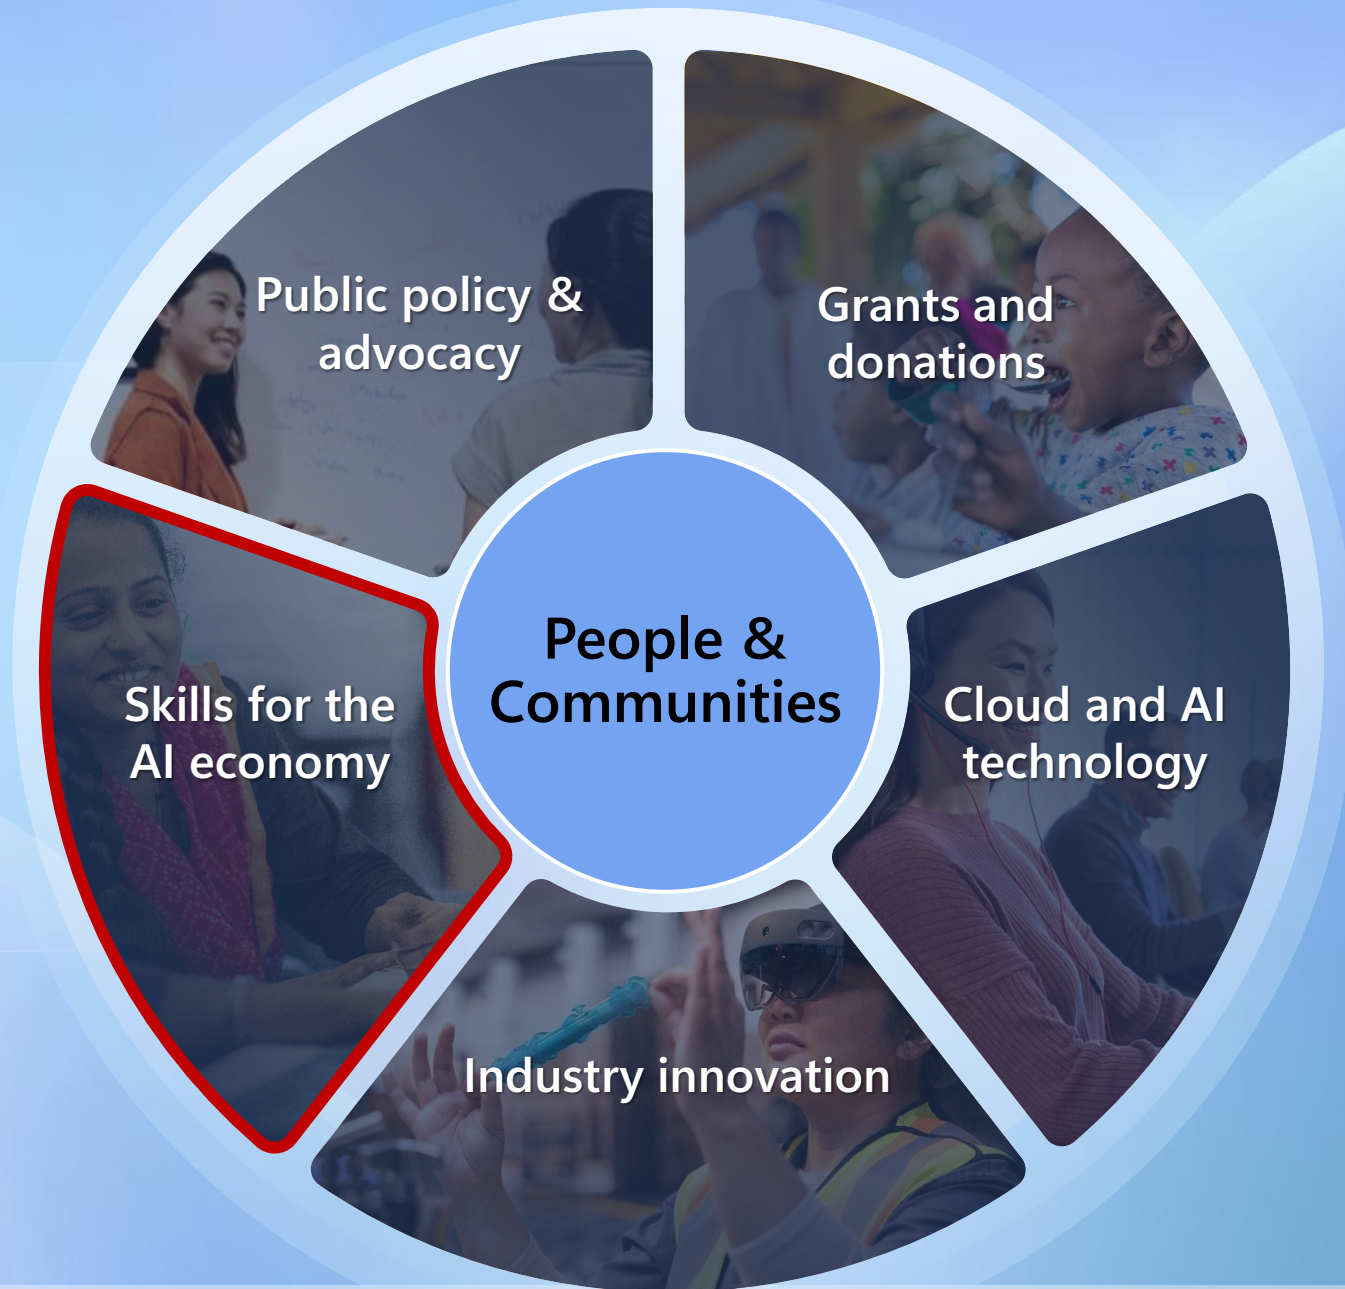 Public policy &
advocacy
Grants and
donations
People &
Communities
Skills for the
AI economy
Cloud and AI
technology
Industry innovation